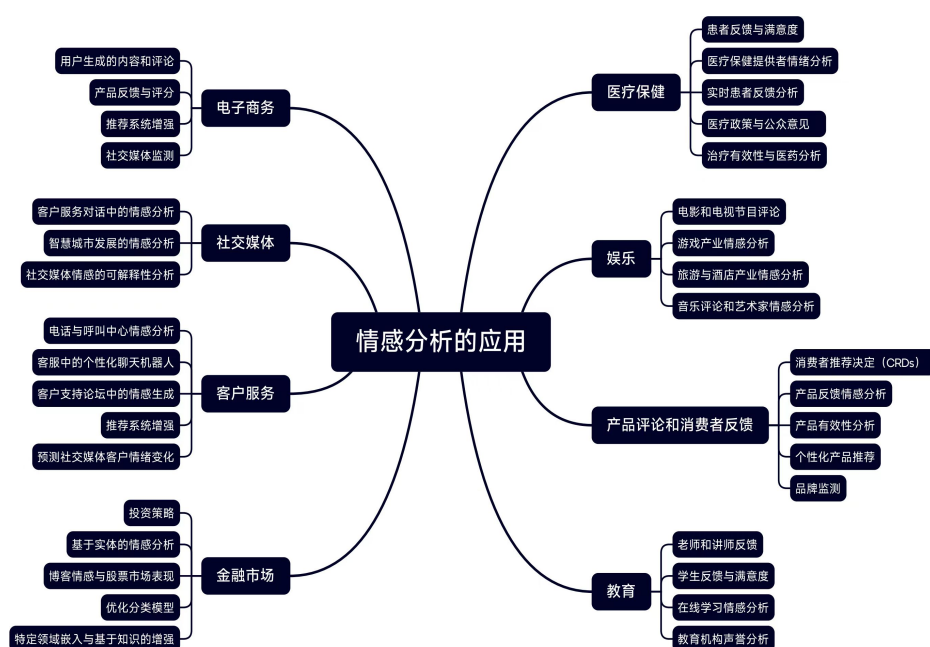 情感分析的应用
电子商务
用户生成的内容和评论
产品反馈与评分
推荐系统增强
社交媒体监测
社交媒体
客户服务对话中的情感分析
智慧城市发展的情感分析
社交媒体情感的可解释性分析
客户服务
电话与呼叫中心情感分析
客服中的个性化聊天机器人
客户支持论坛中的情感生成
推荐系统增强
预测社交媒体客户情绪变化
金融市场
投资策略
基于实体的情感分析
博客情感与股票市场表现
优化分类模型
特定领域嵌入与基于知识的增强
医疗保健
患者反馈与满意度
医疗保健提供者情绪分析
实时患者反馈分析
医疗政策与公众意见
治疗有效性与医药分析
娱乐
电影和电视节目评论
游戏产业情感分析
旅游与酒店产业情感分析
音乐评论和艺术家情感分析
产品评论和消费者反馈
消费者推荐决定（CRDs）
产品反馈情感分析
产品有效性分析
个性化产品推荐
品牌监测
教育
老师和讲师反馈
学生反馈与满意度
在线学习情感分析
教育机构声誉分析